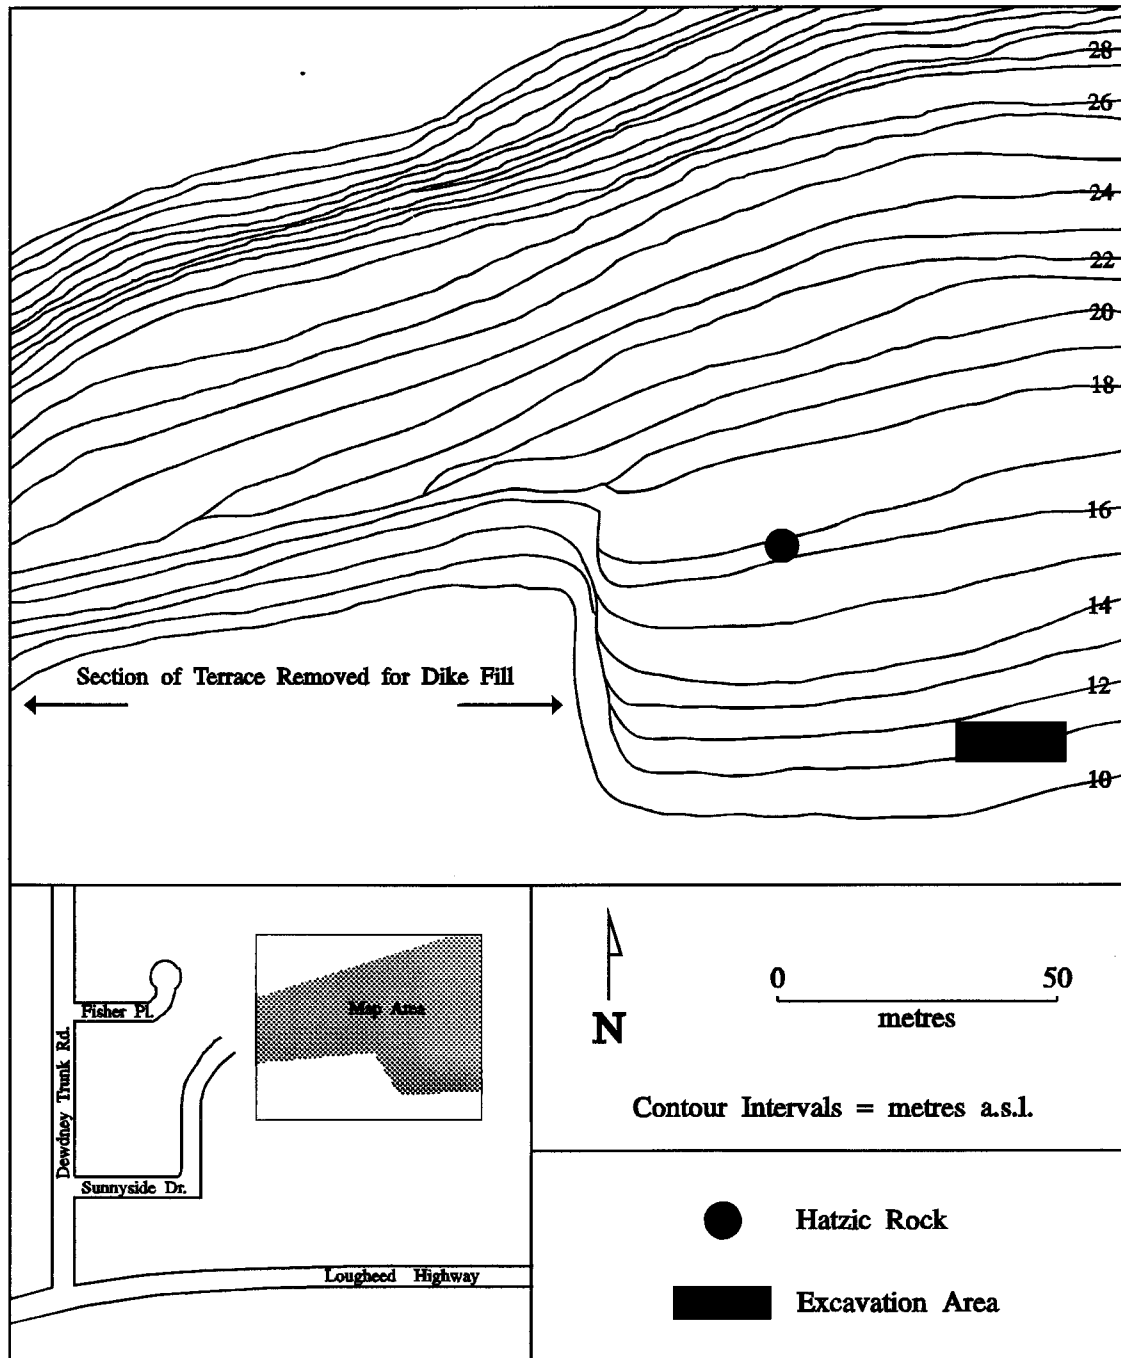 28
26
24
22
20
18
16
14
12
10
Section of Terrace Removed for Dike Fill
Fisher Pl.
Map Area
Dewdney Trunk Rd.
Sunnyside Dr.
Lougheed Highway
N
0 50
metres
Contour Intervals = metres a.s.l.
Hatzic Rock
Excavation Area